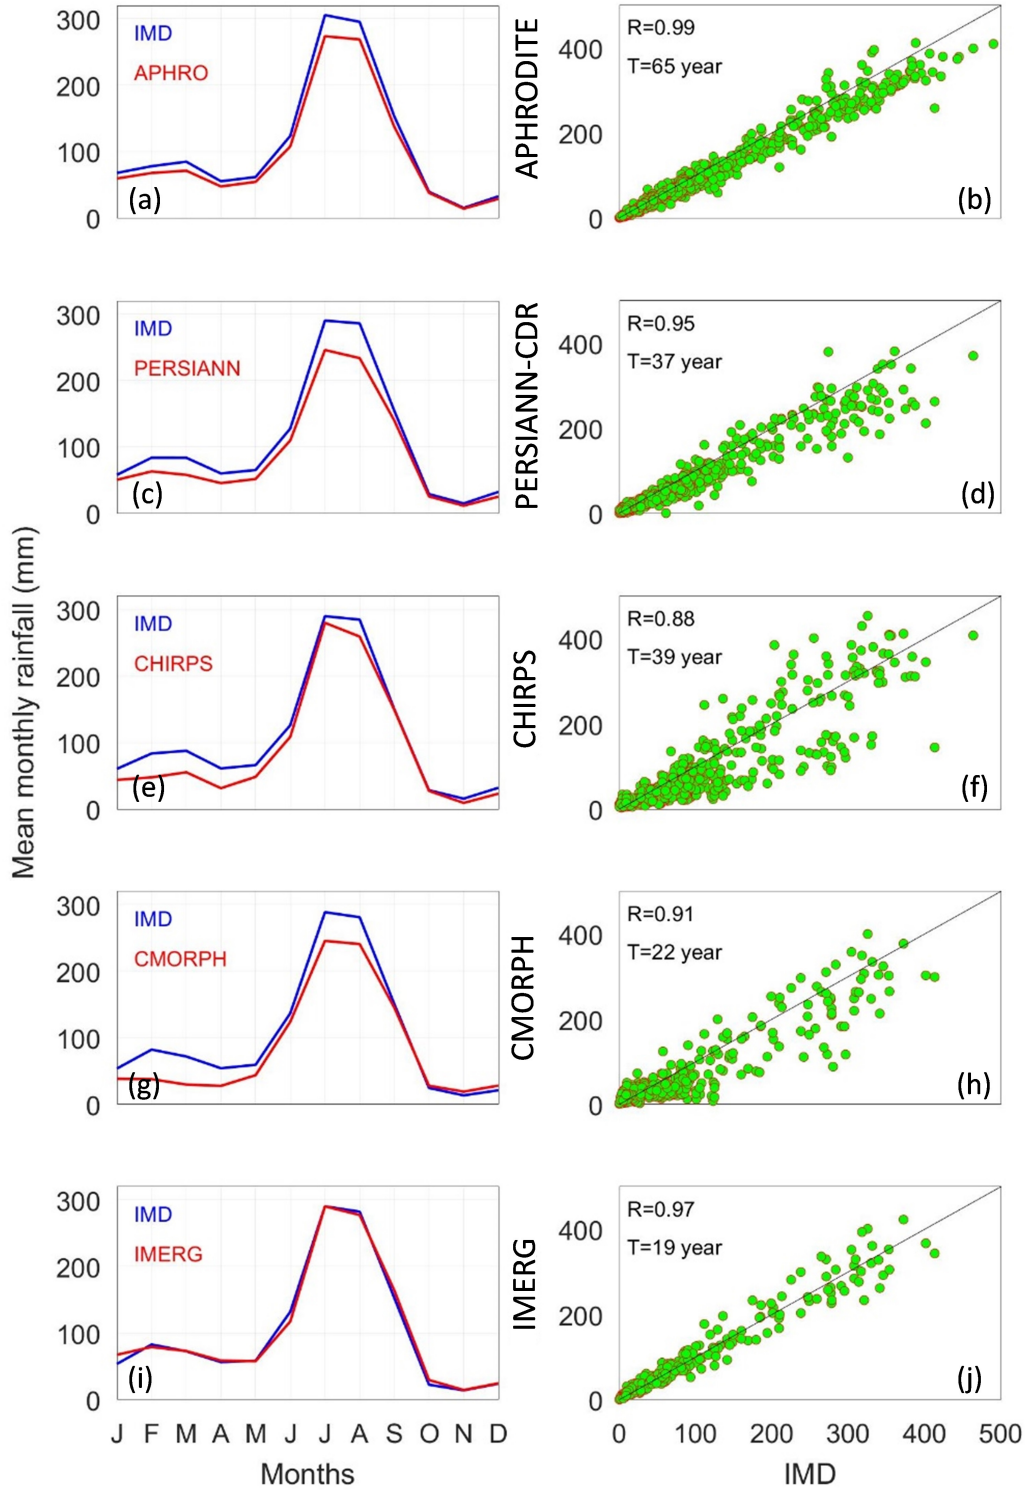 Mean monthly rainfall (mm)
300
200
100
0
IMD
APHRO
(a)
APHRODITE
400
200
0
R=0.99
T=65 year
(b)
300
200
100
0
IMD
PERSIANN
(c)
PERSIANN-CDR
400
200
0
R=0.95
T=37 year
(d)
300
200
100
0
IMD
CHIRPS
(e)
CHIRPS
400
200
0
R=0.88
T=39 year
(f)
300
200
100
0
IMD
CMORPH
(g)
CMORPH
400
200
0
R=0.91
T=22 year
(h)
300
200
100
0
IMD
IMERG
(i)
J F M A M J J A S O N D
Months
IMERG
400
200
0
R=0.97
T=19 year
(j)
0 100 200 300 400 500
IMD